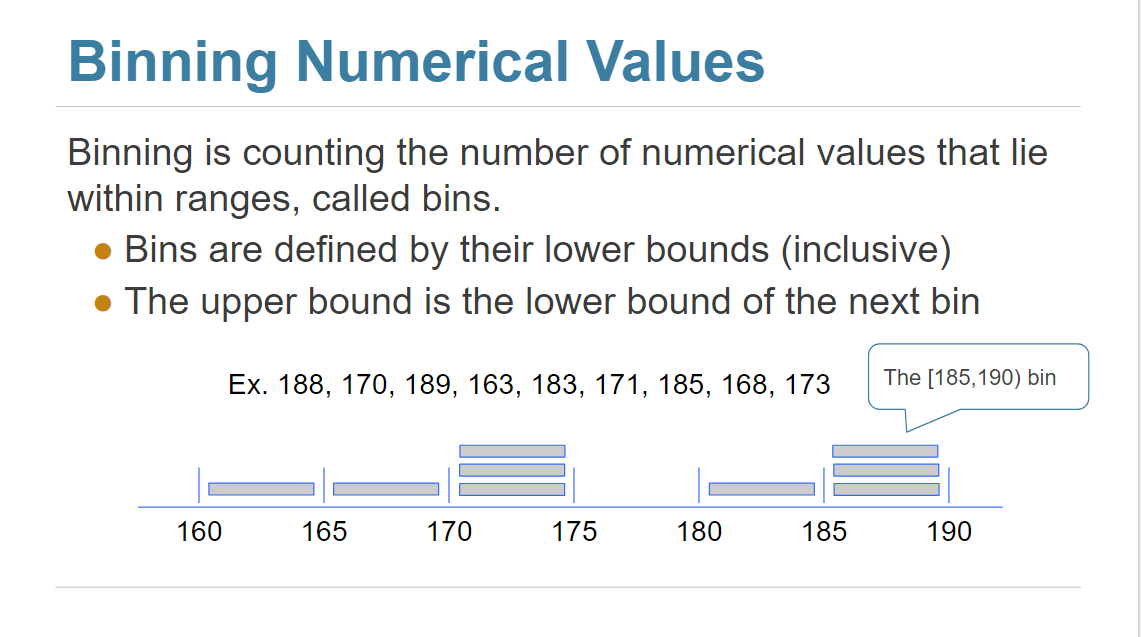 Binning Numerical Values
Binning is counting the number of numerical values that lie
within ranges, called bins.
● Bins are defined by their lower bounds (inclusive)
● The upper bound is the lower bound of the next bin
Ex. 188, 170, 189, 163, 183, 171, 185, 168, 173
The [185,190) bin
160 165 170 175 180 185 190